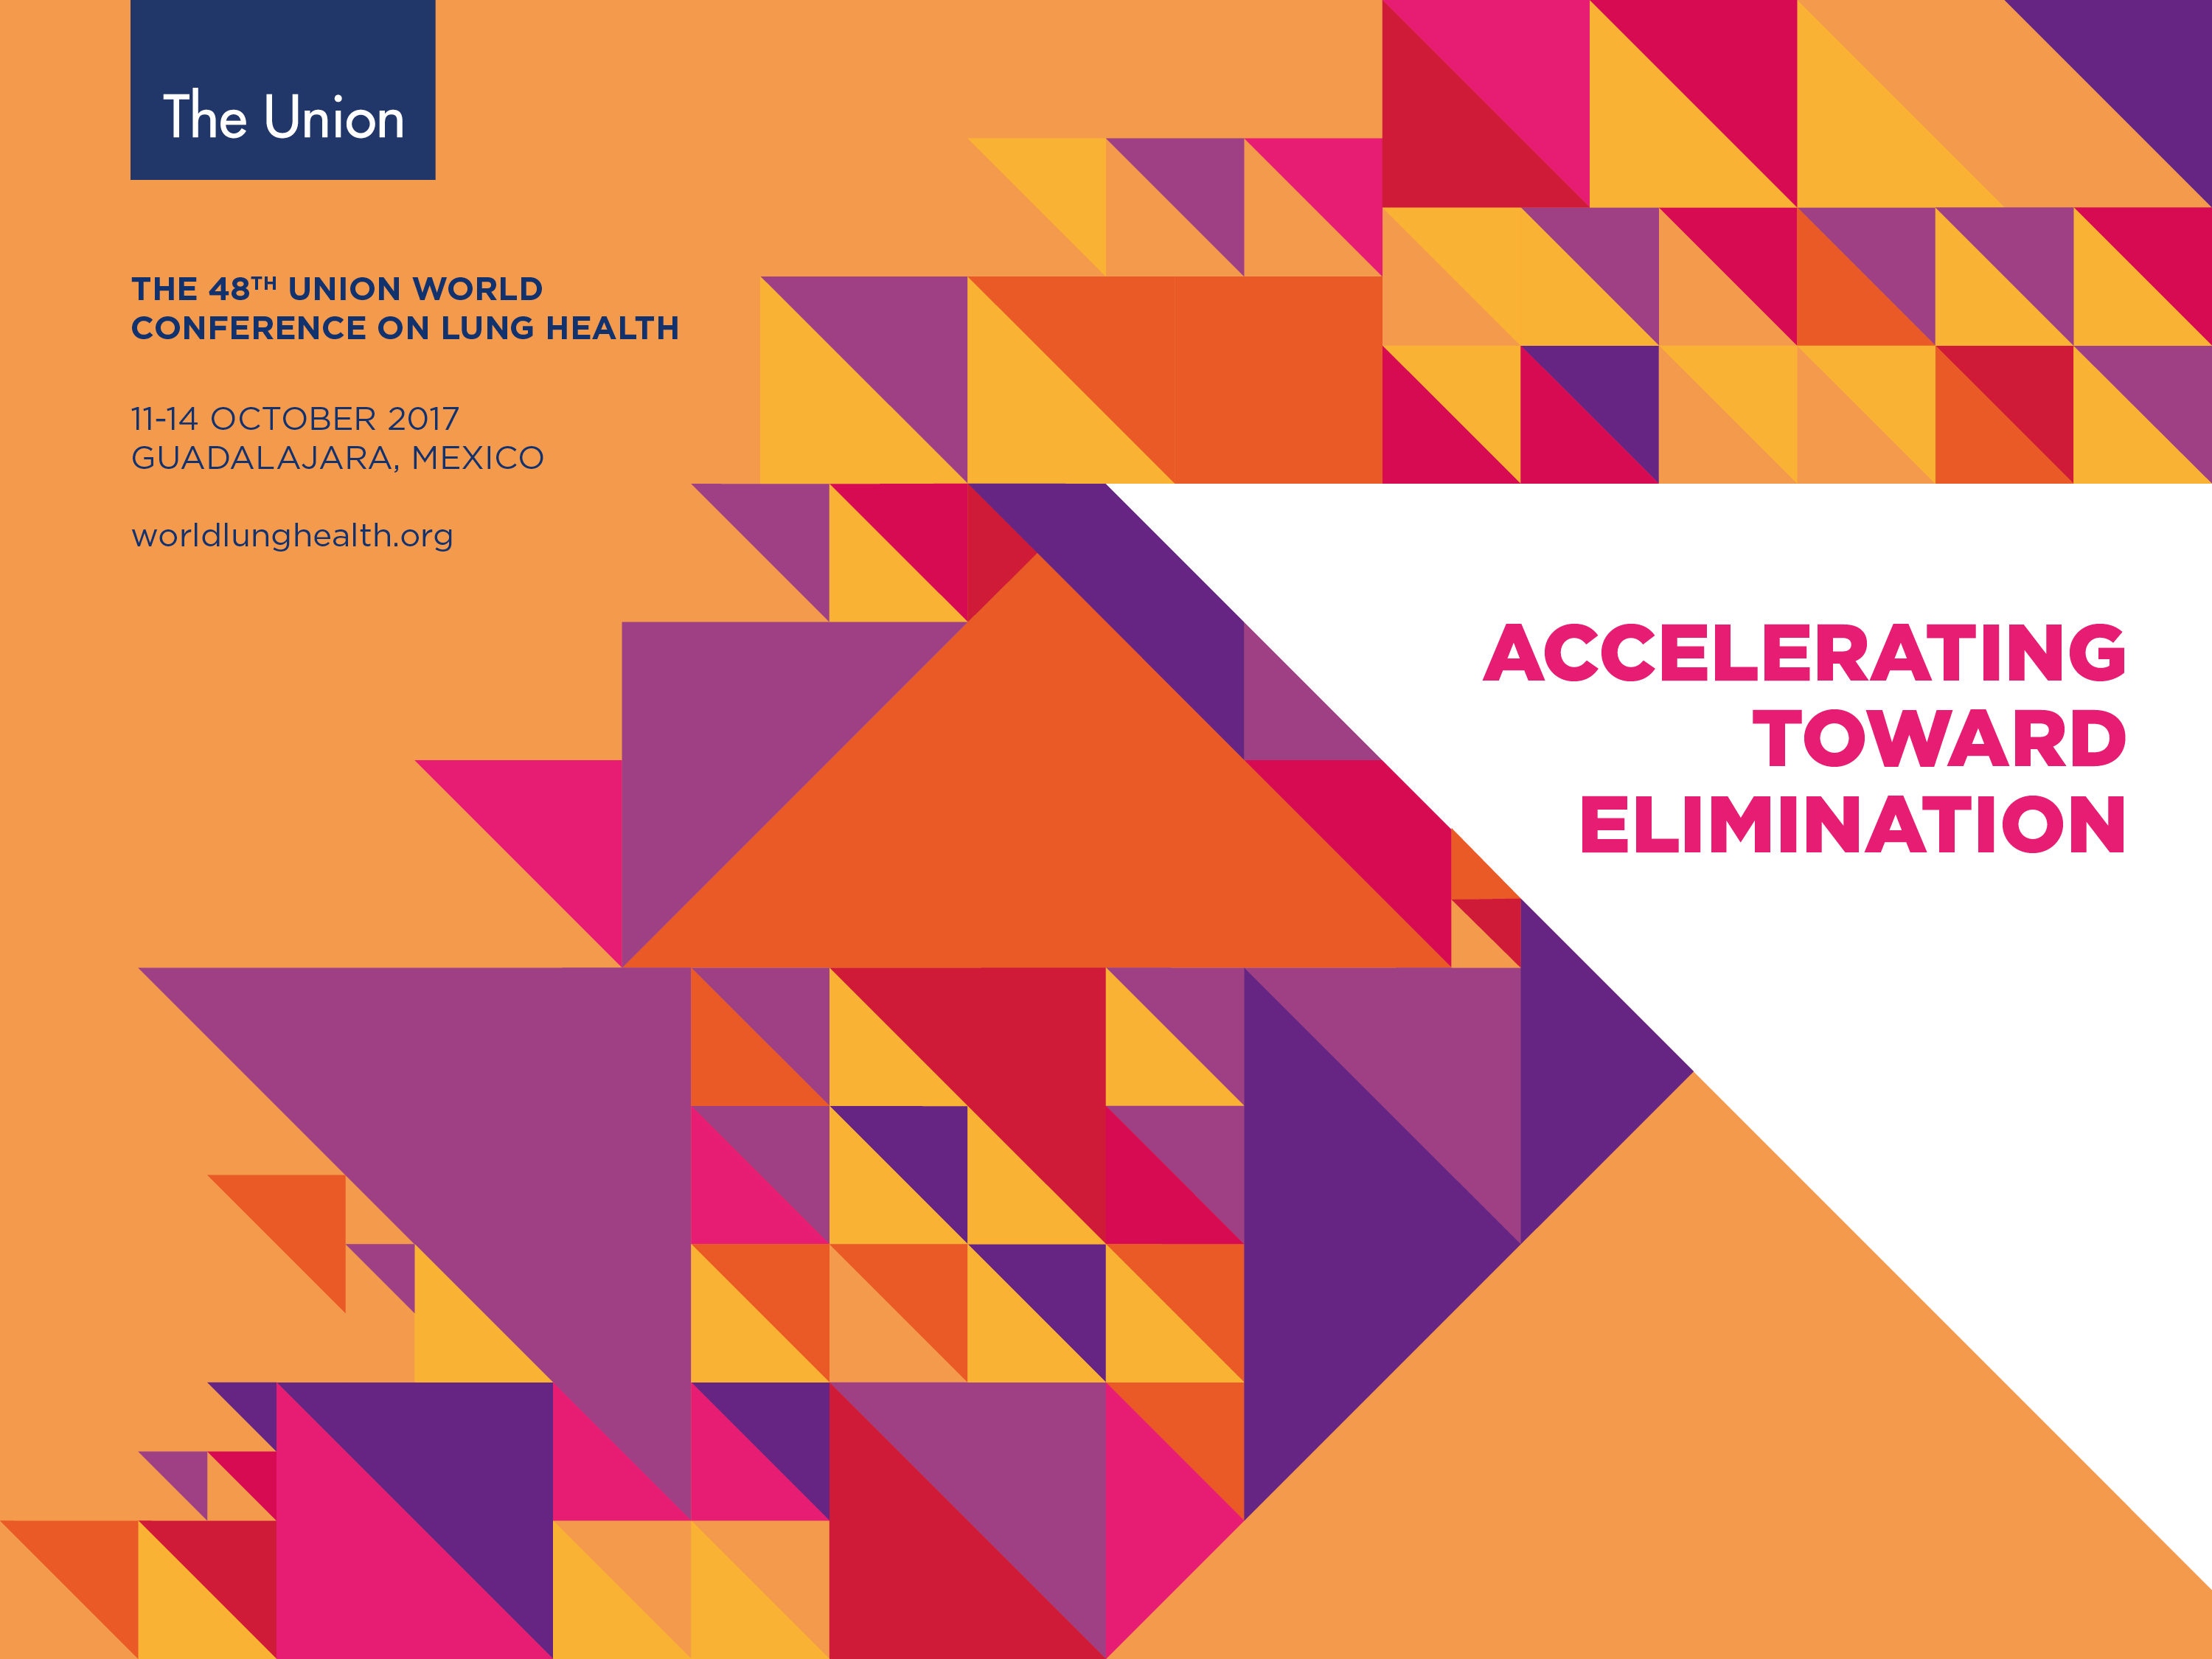 The Union
THE 48TH UNION WORLD
CONFERENCE ON LUNG HEALTH
11-14 OCTOBER 2017
GUADALAJARA, MEXICO
worldlunghealth.org
ACCELERATING
TOWARD
ELIMINATION